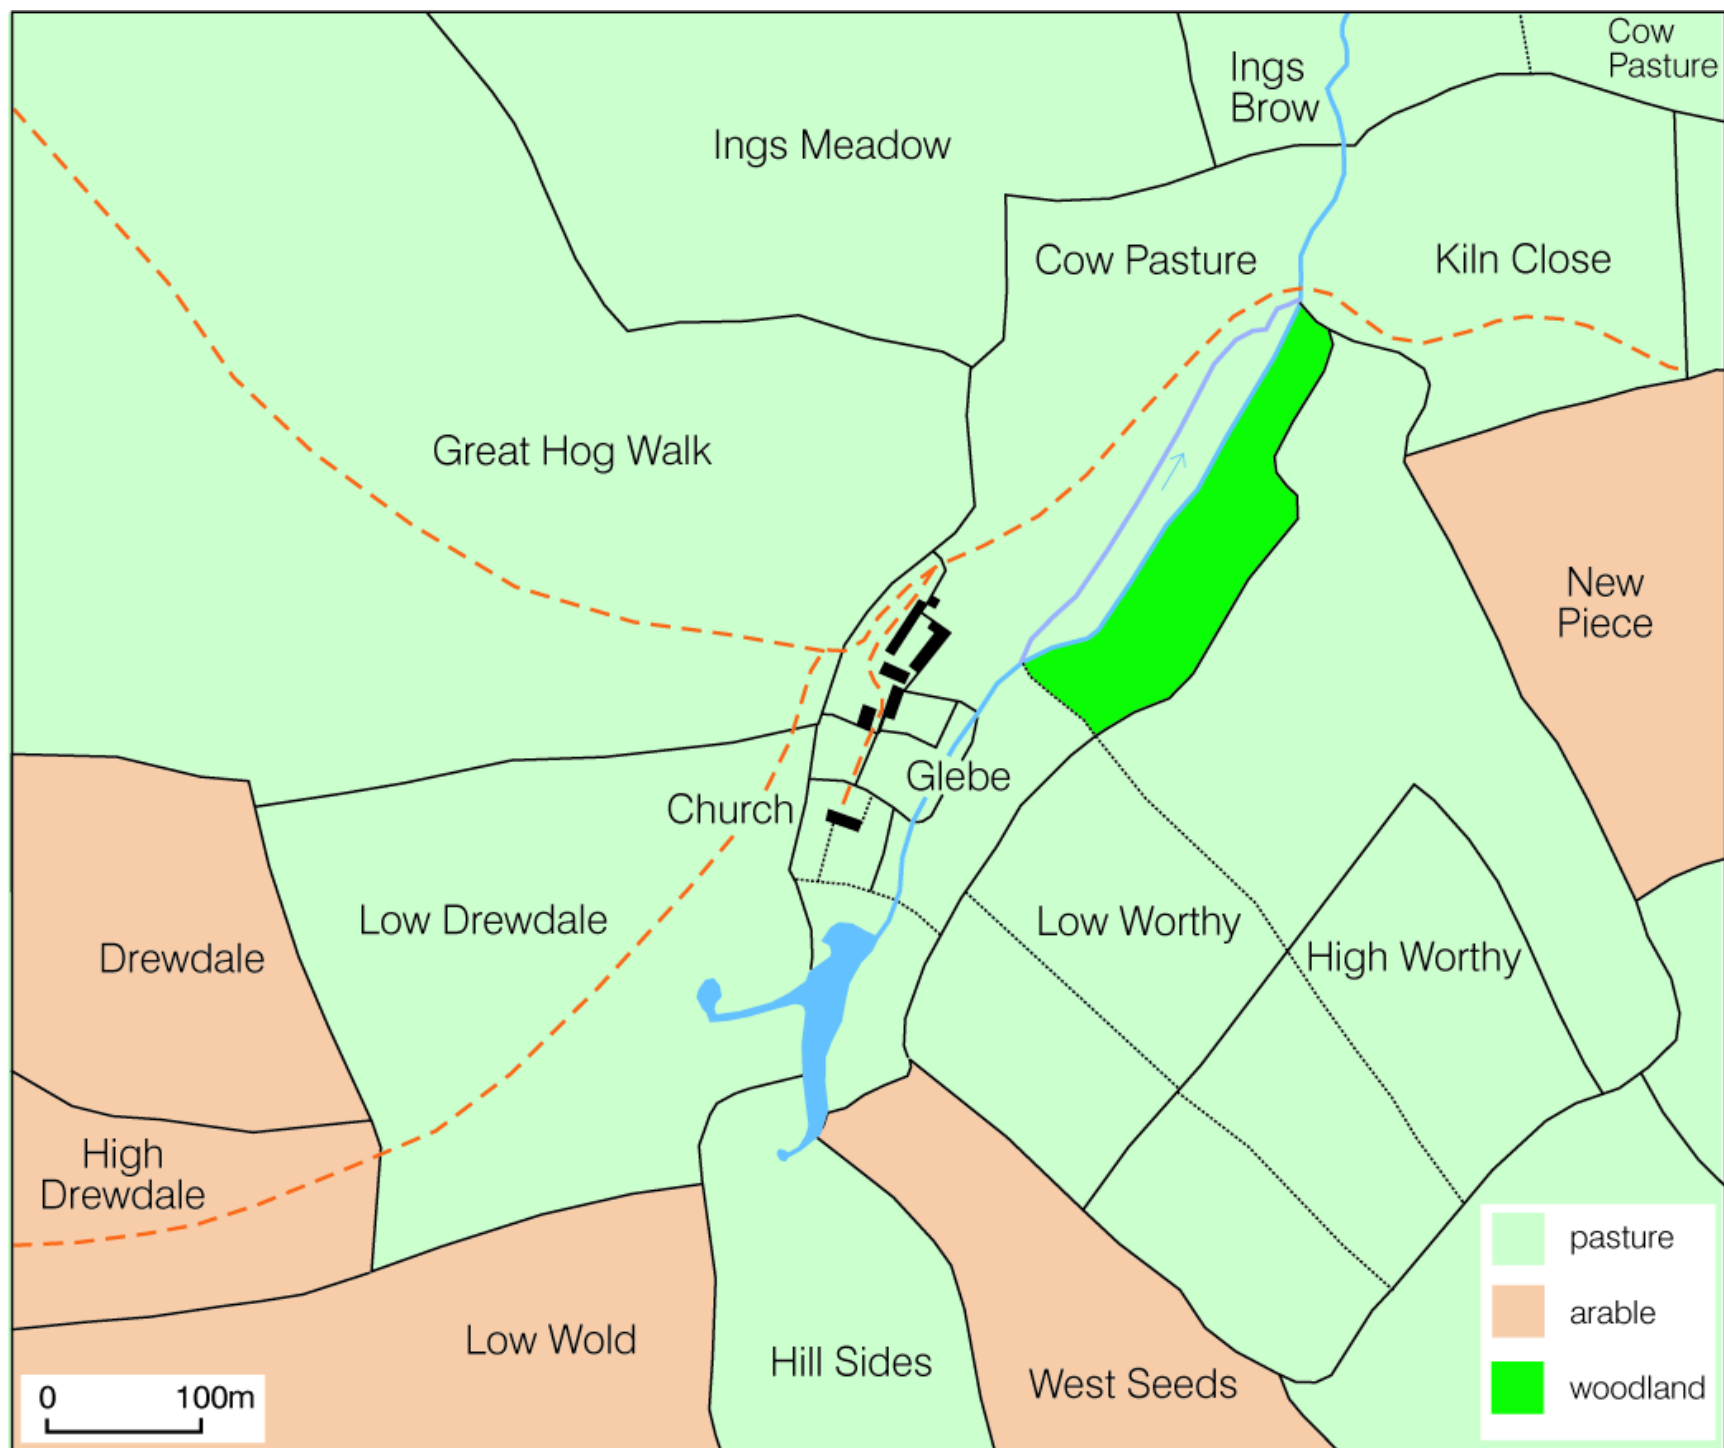 Cow
Pasture
Ings
Brow
Ings Meadow
Cow Pasture
Kiln Close
Great Hog Walk
New
Piece
Glebe
Church
Low Drewdale
Low Worthy
Drewdale
High Worthy
High
Drewdale
pasture
arable
Low Wold
Hill Sides
West Seeds
woodland
0 100m